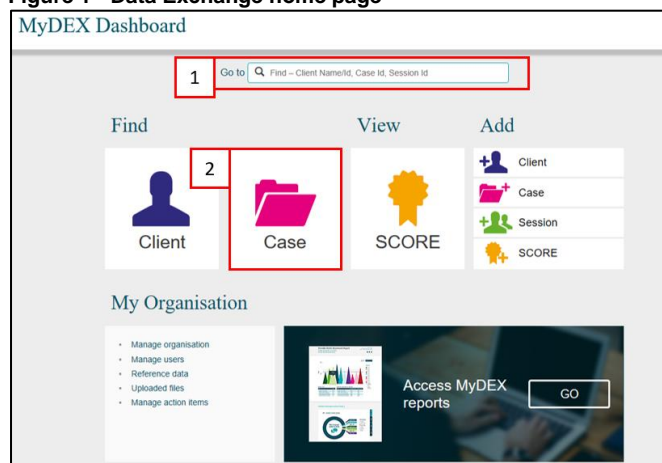 Figure 1 - Data Exchange home page
MyDEX Dashboard
1
Go to
Find – Client Name/Id, Case Id, Session Id
Find
View
Add
2
Client
Case
SCORE
Client
Case
Session
SCORE
My Organisation
Manage organisation
Manage users
Reference data
Uploaded files
Manage action items
Access MyDEX
reports
GO